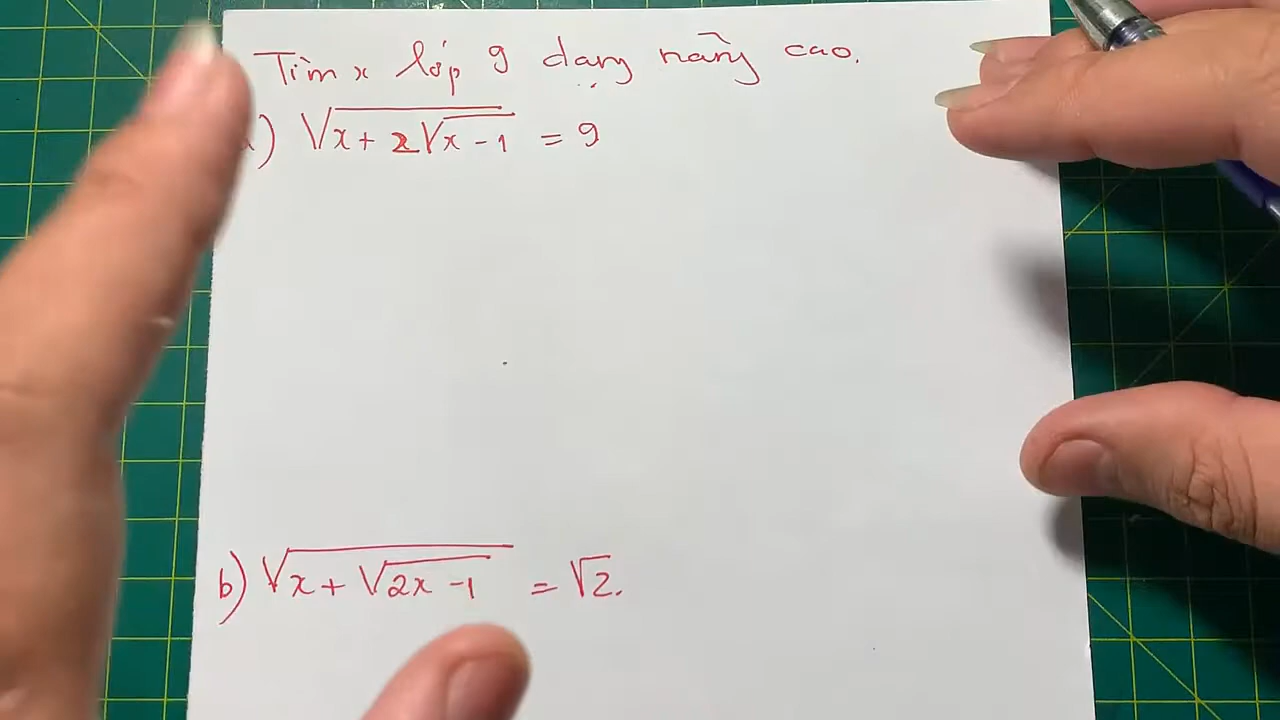 Tìm x lớp 9 dạng nâng cao.
) √(x + 2√(x - 1)) = 9
b) √(x + √(2x - 1)) = √2.